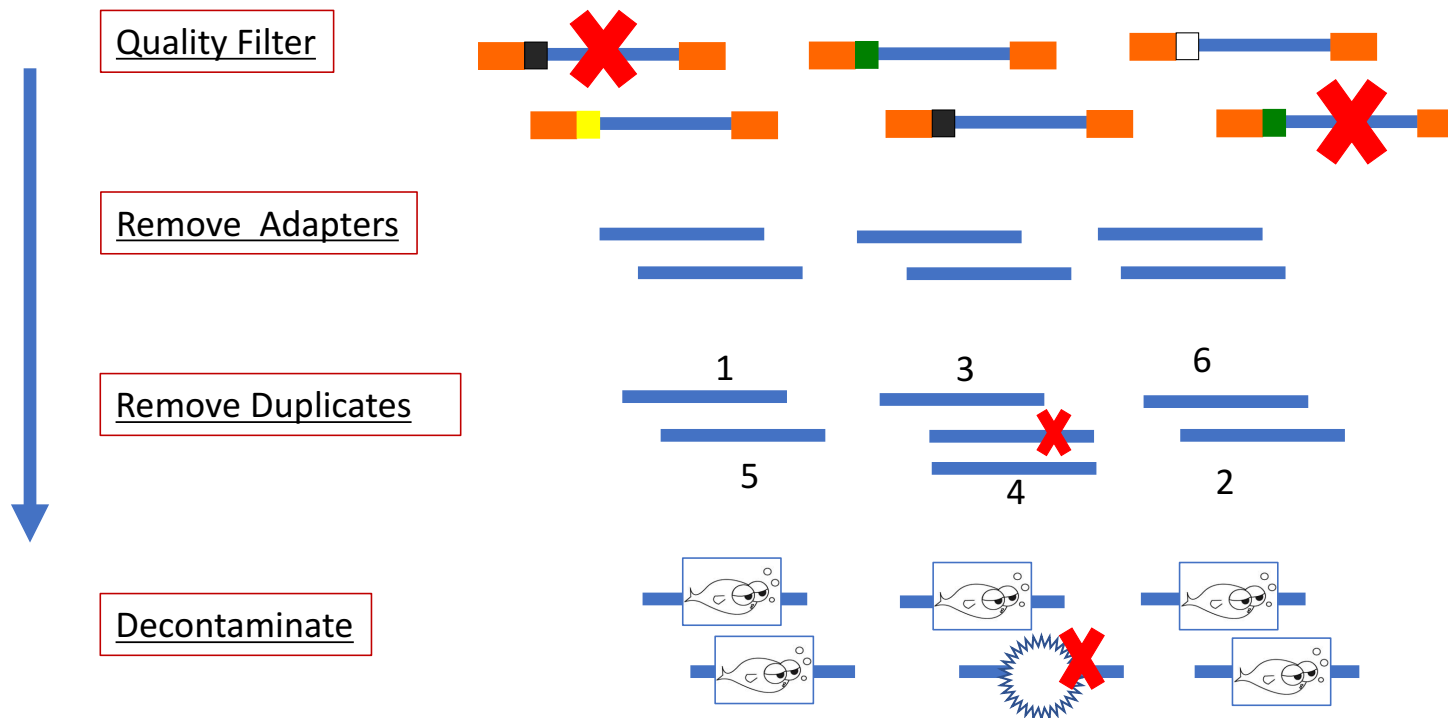 Quality Filter
Remove  Adapters
1 3 6
Remove Duplicates
5 4 2
Decontaminate